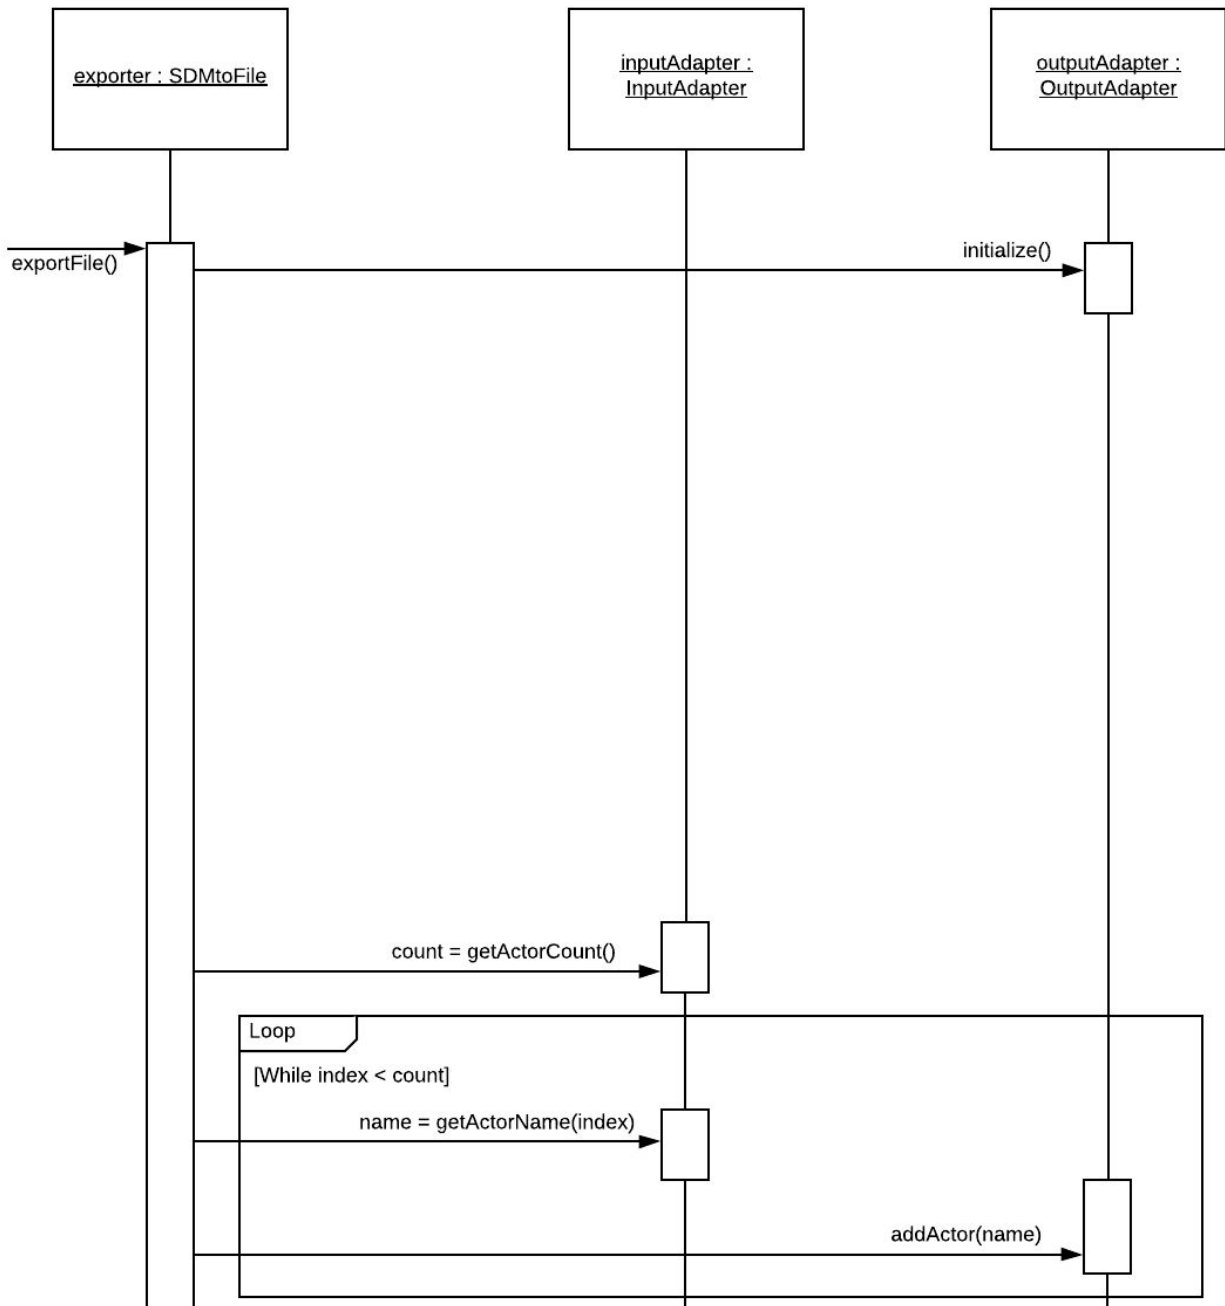 exporter : SDMtoFile
inputAdapter :
InputAdapter
outputAdapter :
OutputAdapter
exportFile()
initialize()
count = getActorCount()
Loop
[While index < count]
name = getActorName(index)
addActor(name)